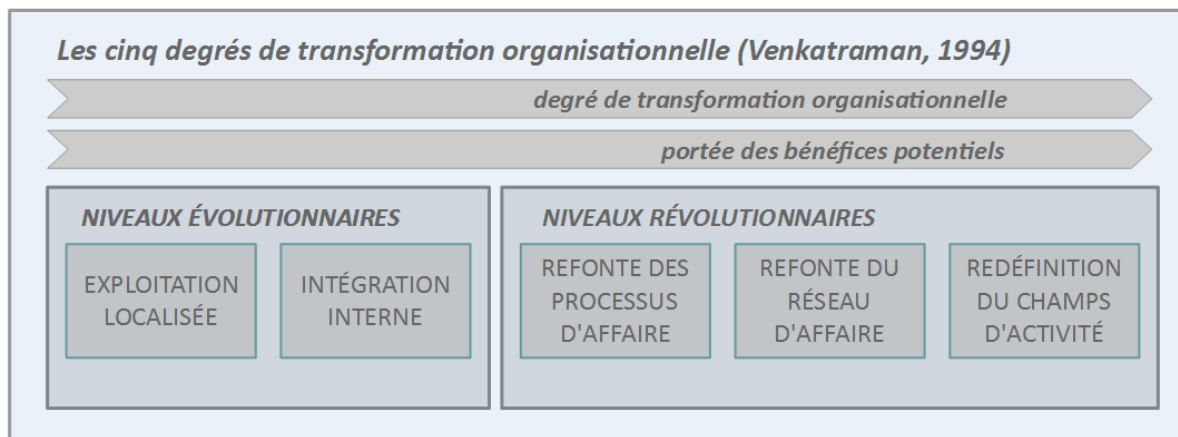 Les cinq degrés de transformation organisationnelle (Venkatraman, 1994)
degré de transformation organisationnelle
portée des bénéfices potentiels
NIVEAUX ÉVOLUTIONNAIRES
EXPLOITATION
LOCALISÉE
INTÉGRATION
INTERNE
NIVEAUX RÉVOLUTIONNAIRES
REFONTE DES
PROCESSUS
D'AFFAIRE
REFONTE DU
RÉSEAU
D'AFFAIRE
REDÉFINITION
DU CHAMPS
D'ACTIVITÉ